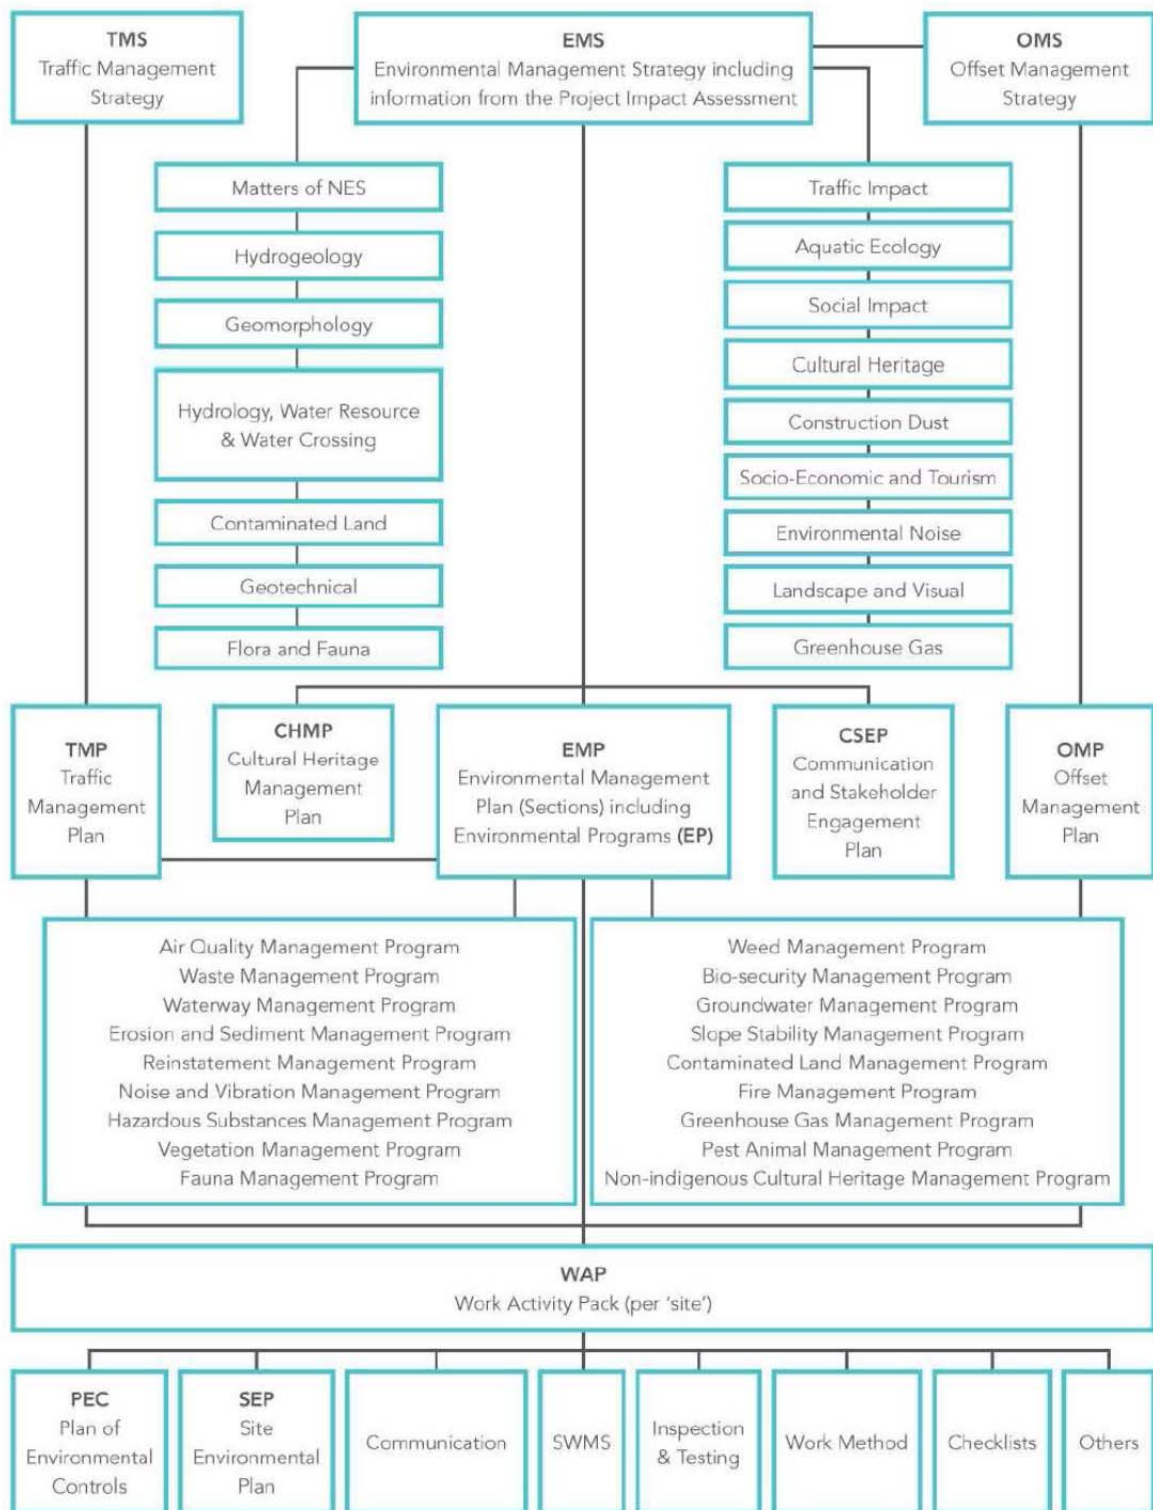 TMS
Traffic Management
Strategy
EMS
Environmental Management Strategy including
information from the Project Impact Assessment
OMS
Offset Management
Strategy
Matters of NES
Hydrogeology
Geomorphology
Hydrology, Water Resource
& Water Crossing
Contaminated Land
Geotechnical
Flora and Fauna
Traffic Impact
Aquatic Ecology
Social Impact
Cultural Heritage
Construction Dust
Socio-Economic and Tourism
Environmental Noise
Landscape and Visual
Greenhouse Gas
TMP
Traffic
Management
Plan
CHMP
Cultural Heritage
Management
Plan
EMP
Environmental Management
Plan (Sections) including
Environmental Programs (EP)
CSEP
Communication
and Stakeholder
Engagement
Plan
OMP
Offset
Management
Plan
Air Quality Management Program
Waste Management Program
Waterway Management Program
Erosion and Sediment Management Program
Reinstatement Management Program
Noise and Vibration Management Program
Hazardous Substances Management Program
Vegetation Management Program
Fauna Management Program
Weed Management Program
Bio-security Management Program
Groundwater Management Program
Slope Stability Management Program
Contaminated Land Management Program
Fire Management Program
Greenhouse Gas Management Program
Pest Animal Management Program
Non-indigenous Cultural Heritage Management Program
WAP
Work Activity Pack (per ‘site’)
PEC
Plan of
Environmental
Controls
SEP
Site
Environmental
Plan
Communication
SWMS
Inspection
& Testing
Work Method
Checklists
Others